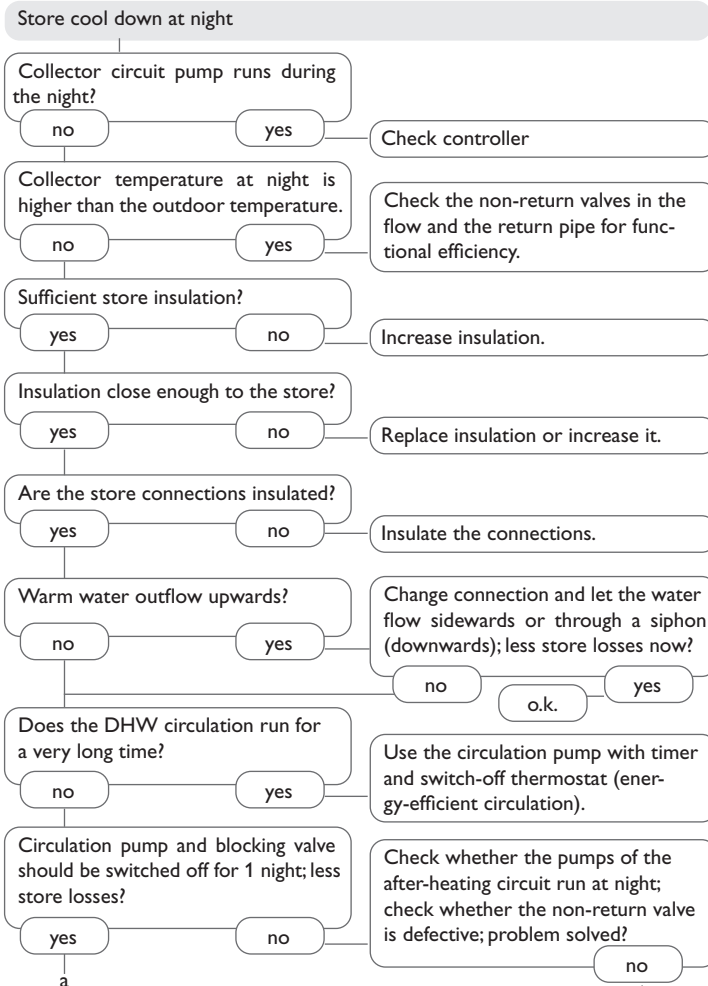 Store cool down at night
Collector circuit pump runs during
the night?
no
yes
Check controller
Collector temperature at night is
higher than the outdoor temperature.
no
yes
Check the non-return valves in the
flow and the return pipe for func-
tional efficiency.
Sufficient store insulation?
yes
no
Increase insulation.
Insulation close enough to the store?
yes
no
Replace insulation or increase it.
Are the store connections insulated?
yes
no
Insulate the connections.
Warm water outflow upwards?
no
yes
Change connection and let the water
flow sidewards or through a siphon
(downwards); less store losses now?
no
yes
o.k.
Does the DHW circulation run for
a very long time?
no
yes
Use the circulation pump with timer
and switch-off thermostat (ener-
gy-efficient circulation).
Circulation pump and blocking valve
should be switched off for 1 night; less
store losses?
yes
no
Check whether the pumps of the
after-heating circuit run at night;
check whether the non-return valve
is defective; problem solved?
no
a